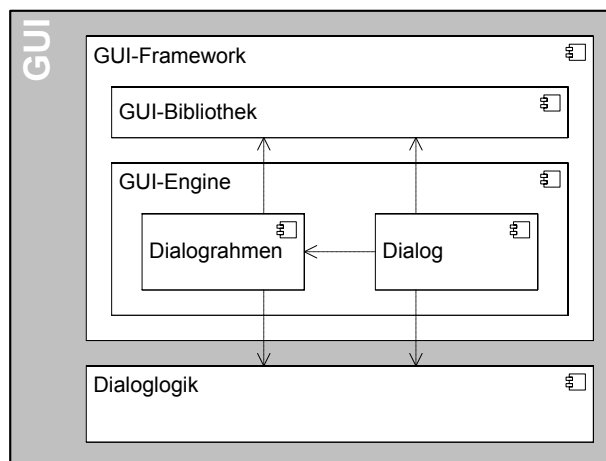 GUI
GUI-Framework
GUI-Bibliothek
GUI-Engine
Dialograhmen
Dialog
Dialoglogik